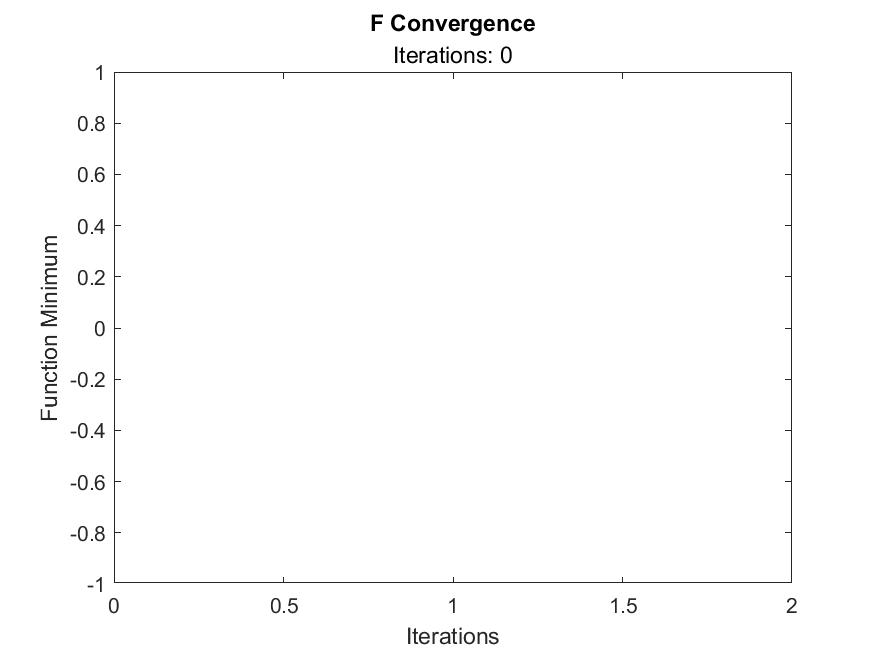 F Convergence
Iterations: 0
1
0.8
0.6
0.4
0.2
0
-0.2
-0.4
-0.6
-0.8
-1
Function Minimum
0 0.5 1 1.5 2
Iterations